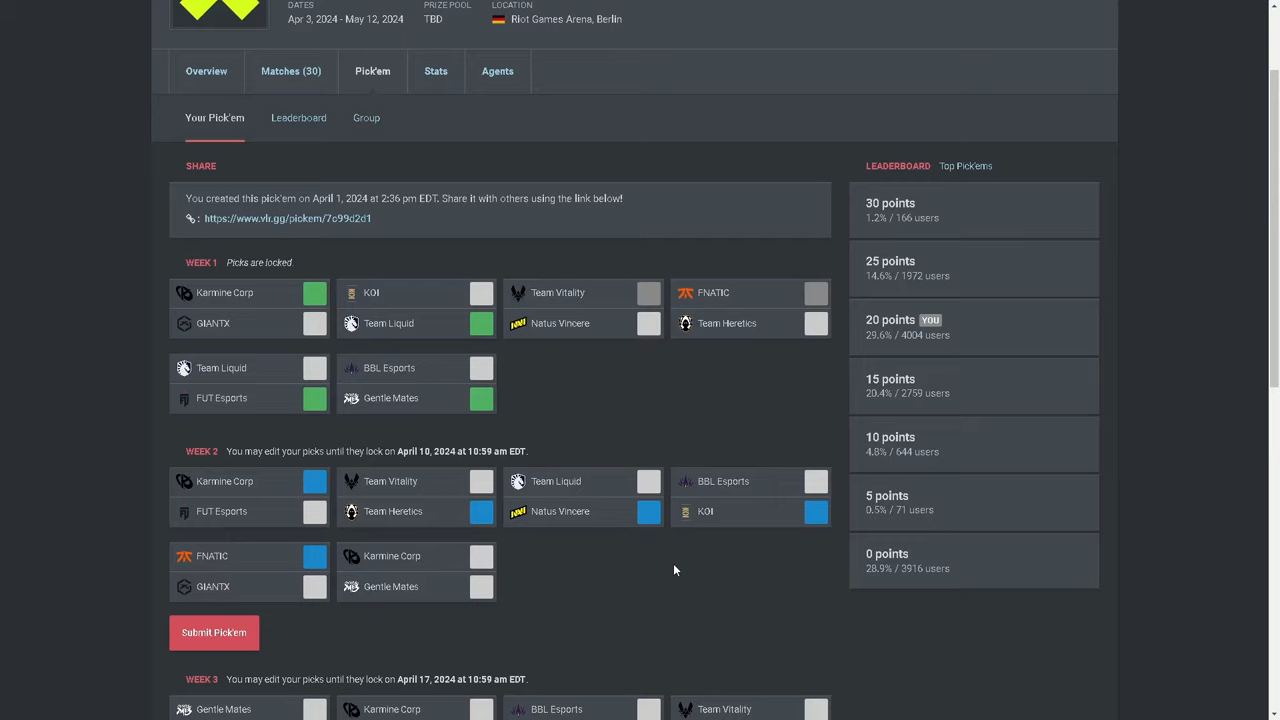 DATES PRIZE POOL LOCATION
Apr 3, 2024 - May 12, 2024 TBD Riot Games Arena, Berlin
Overview Matches (30) Pick'em Stats Agents
Your Pick'em Leaderboard Group
SHARE
You created this pick'em on April 1, 2024 at 2:36 pm EDT. Share it with others using the link below!
: https://www.vlr.gg/pickem/7c99d2d1
WEEK 1 Picks are locked.
Karmine Corp KOI Team Vitality FNATIC
GIANTX Team Liquid Natus Vincere Team Heretics
Team Liquid BBL Esports
FUT Esports Gentle Mates
WEEK 2 You may edit your picks until they lock on April 10, 2024 at 10:59 am EDT.
Karmine Corp Team Vitality Team Liquid BBL Esports
FUT Esports Team Heretics Natus Vincere KOI
FNATIC Karmine Corp
GIANTX Gentle Mates
Submit Pick'em
WEEK 3 You may edit your picks until they lock on April 17, 2024 at 10:59 am EDT.
Gentle Mates Karmine Corp BBL Esports Team Vitality
LEADERBOARD Top Pick'ems
30 points
1.2% / 166 users
25 points
14.6% / 1972 users
20 points YOU
29.6% / 4004 users
15 points
20.4% / 2759 users
10 points
4.8% / 644 users
5 points
0.5% / 71 users
0 points
28.9% / 3916 users